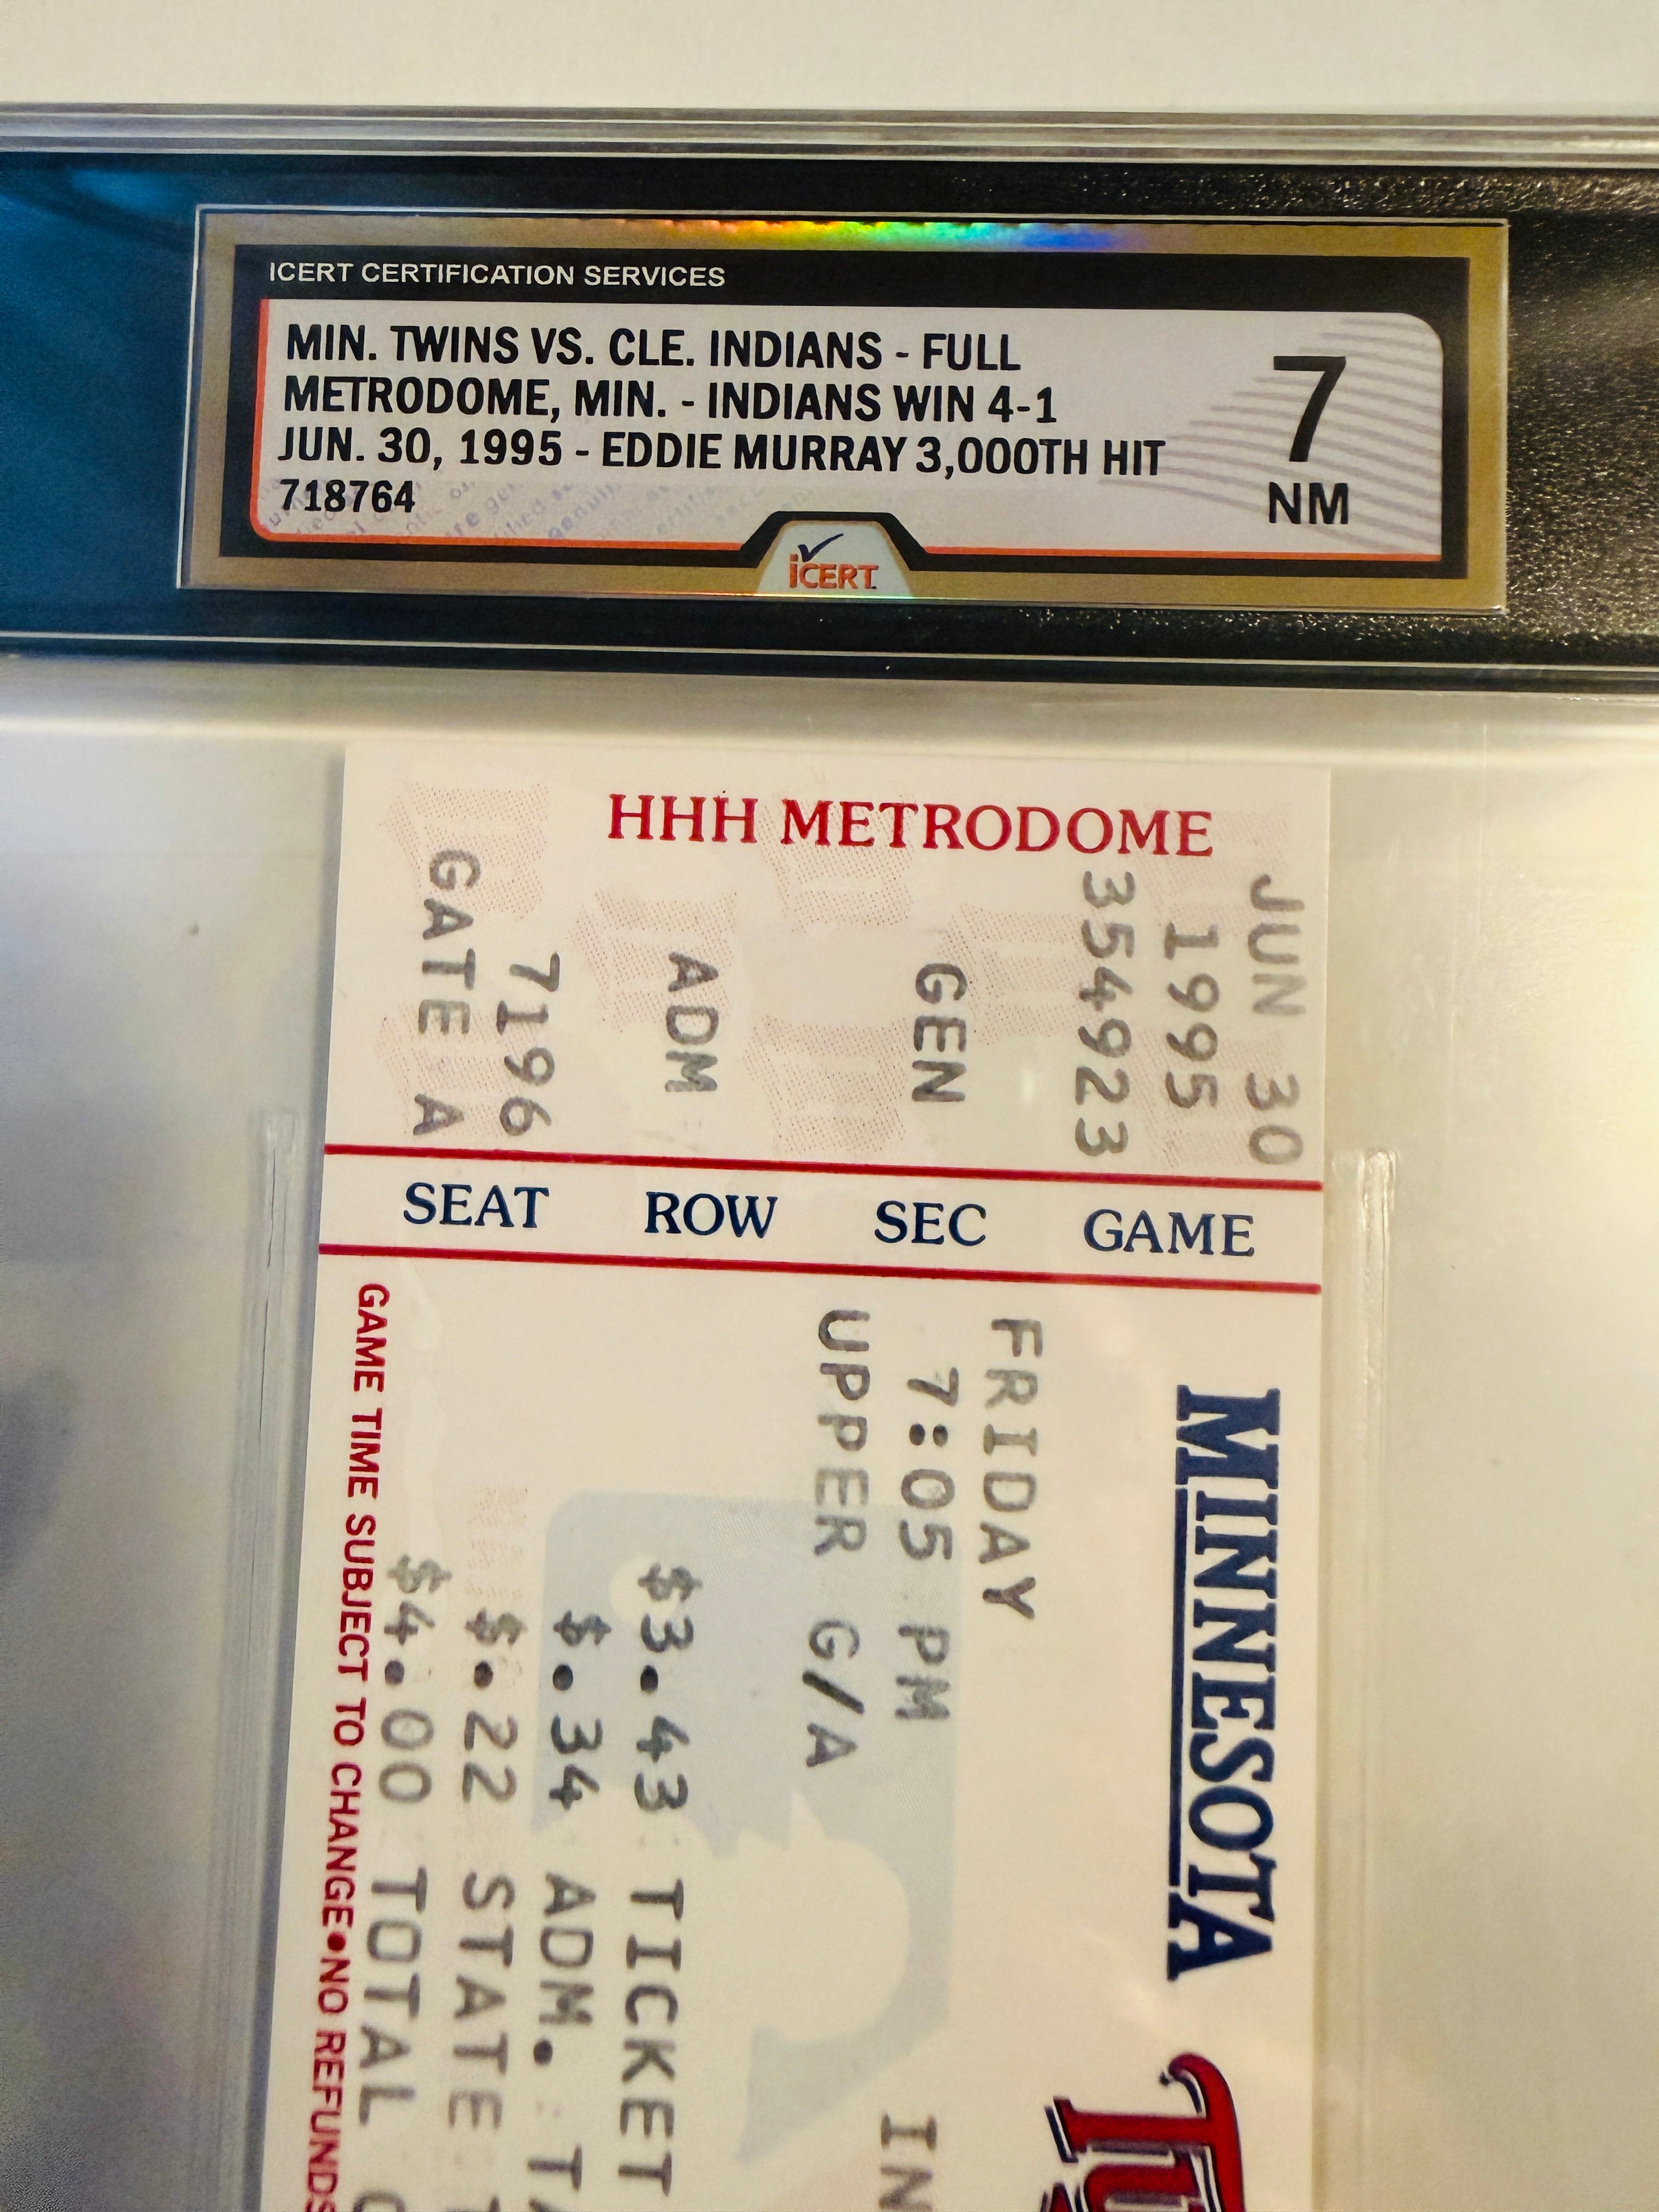 ICERT CERTIFICATION SERVICES
MIN. TWINS VS. CLE. INDIANS - FULL
METRODOME, MIN. - INDIANS WIN 4-1
JUN. 30, 1995 - EDDIE MURRAY 3,000TH HIT
718764
7
NM
iCERT
HHH METRODOME
JUN 30
1995
354923
GEN
ADM
7196
GATE A
SEAT ROW SEC GAME
MINNESOTA
FRIDAY
7:05 PM
UPPER G/A
IN
$3.43 TICKET
$.34 ADM.
$.22 STATE
$4.00 TOTAL
GAME TIME SUBJECT TO CHANGE•NO REFUNDS